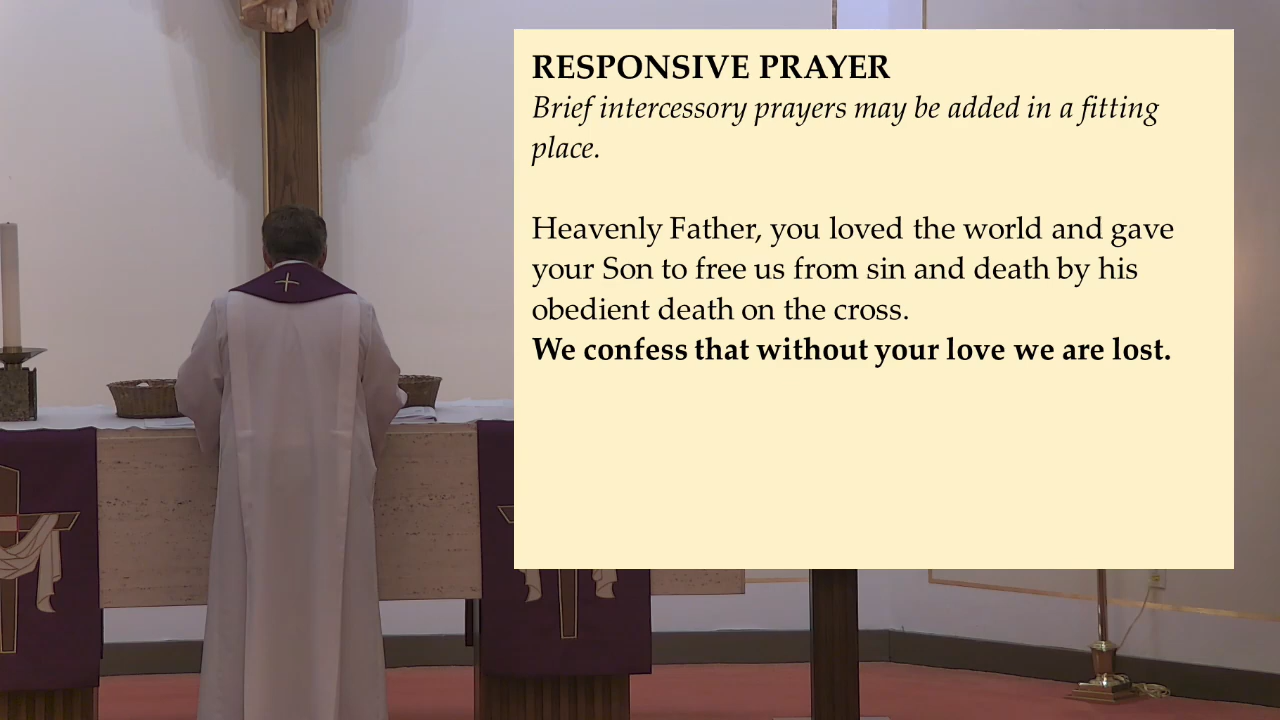 RESPONSIVE PRAYER
Brief intercessory prayers may be added in a fitting
place.
Heavenly Father, you loved the world and gave
your Son to free us from sin and death by his
obedient death on the cross.
We confess that without your love we are lost.